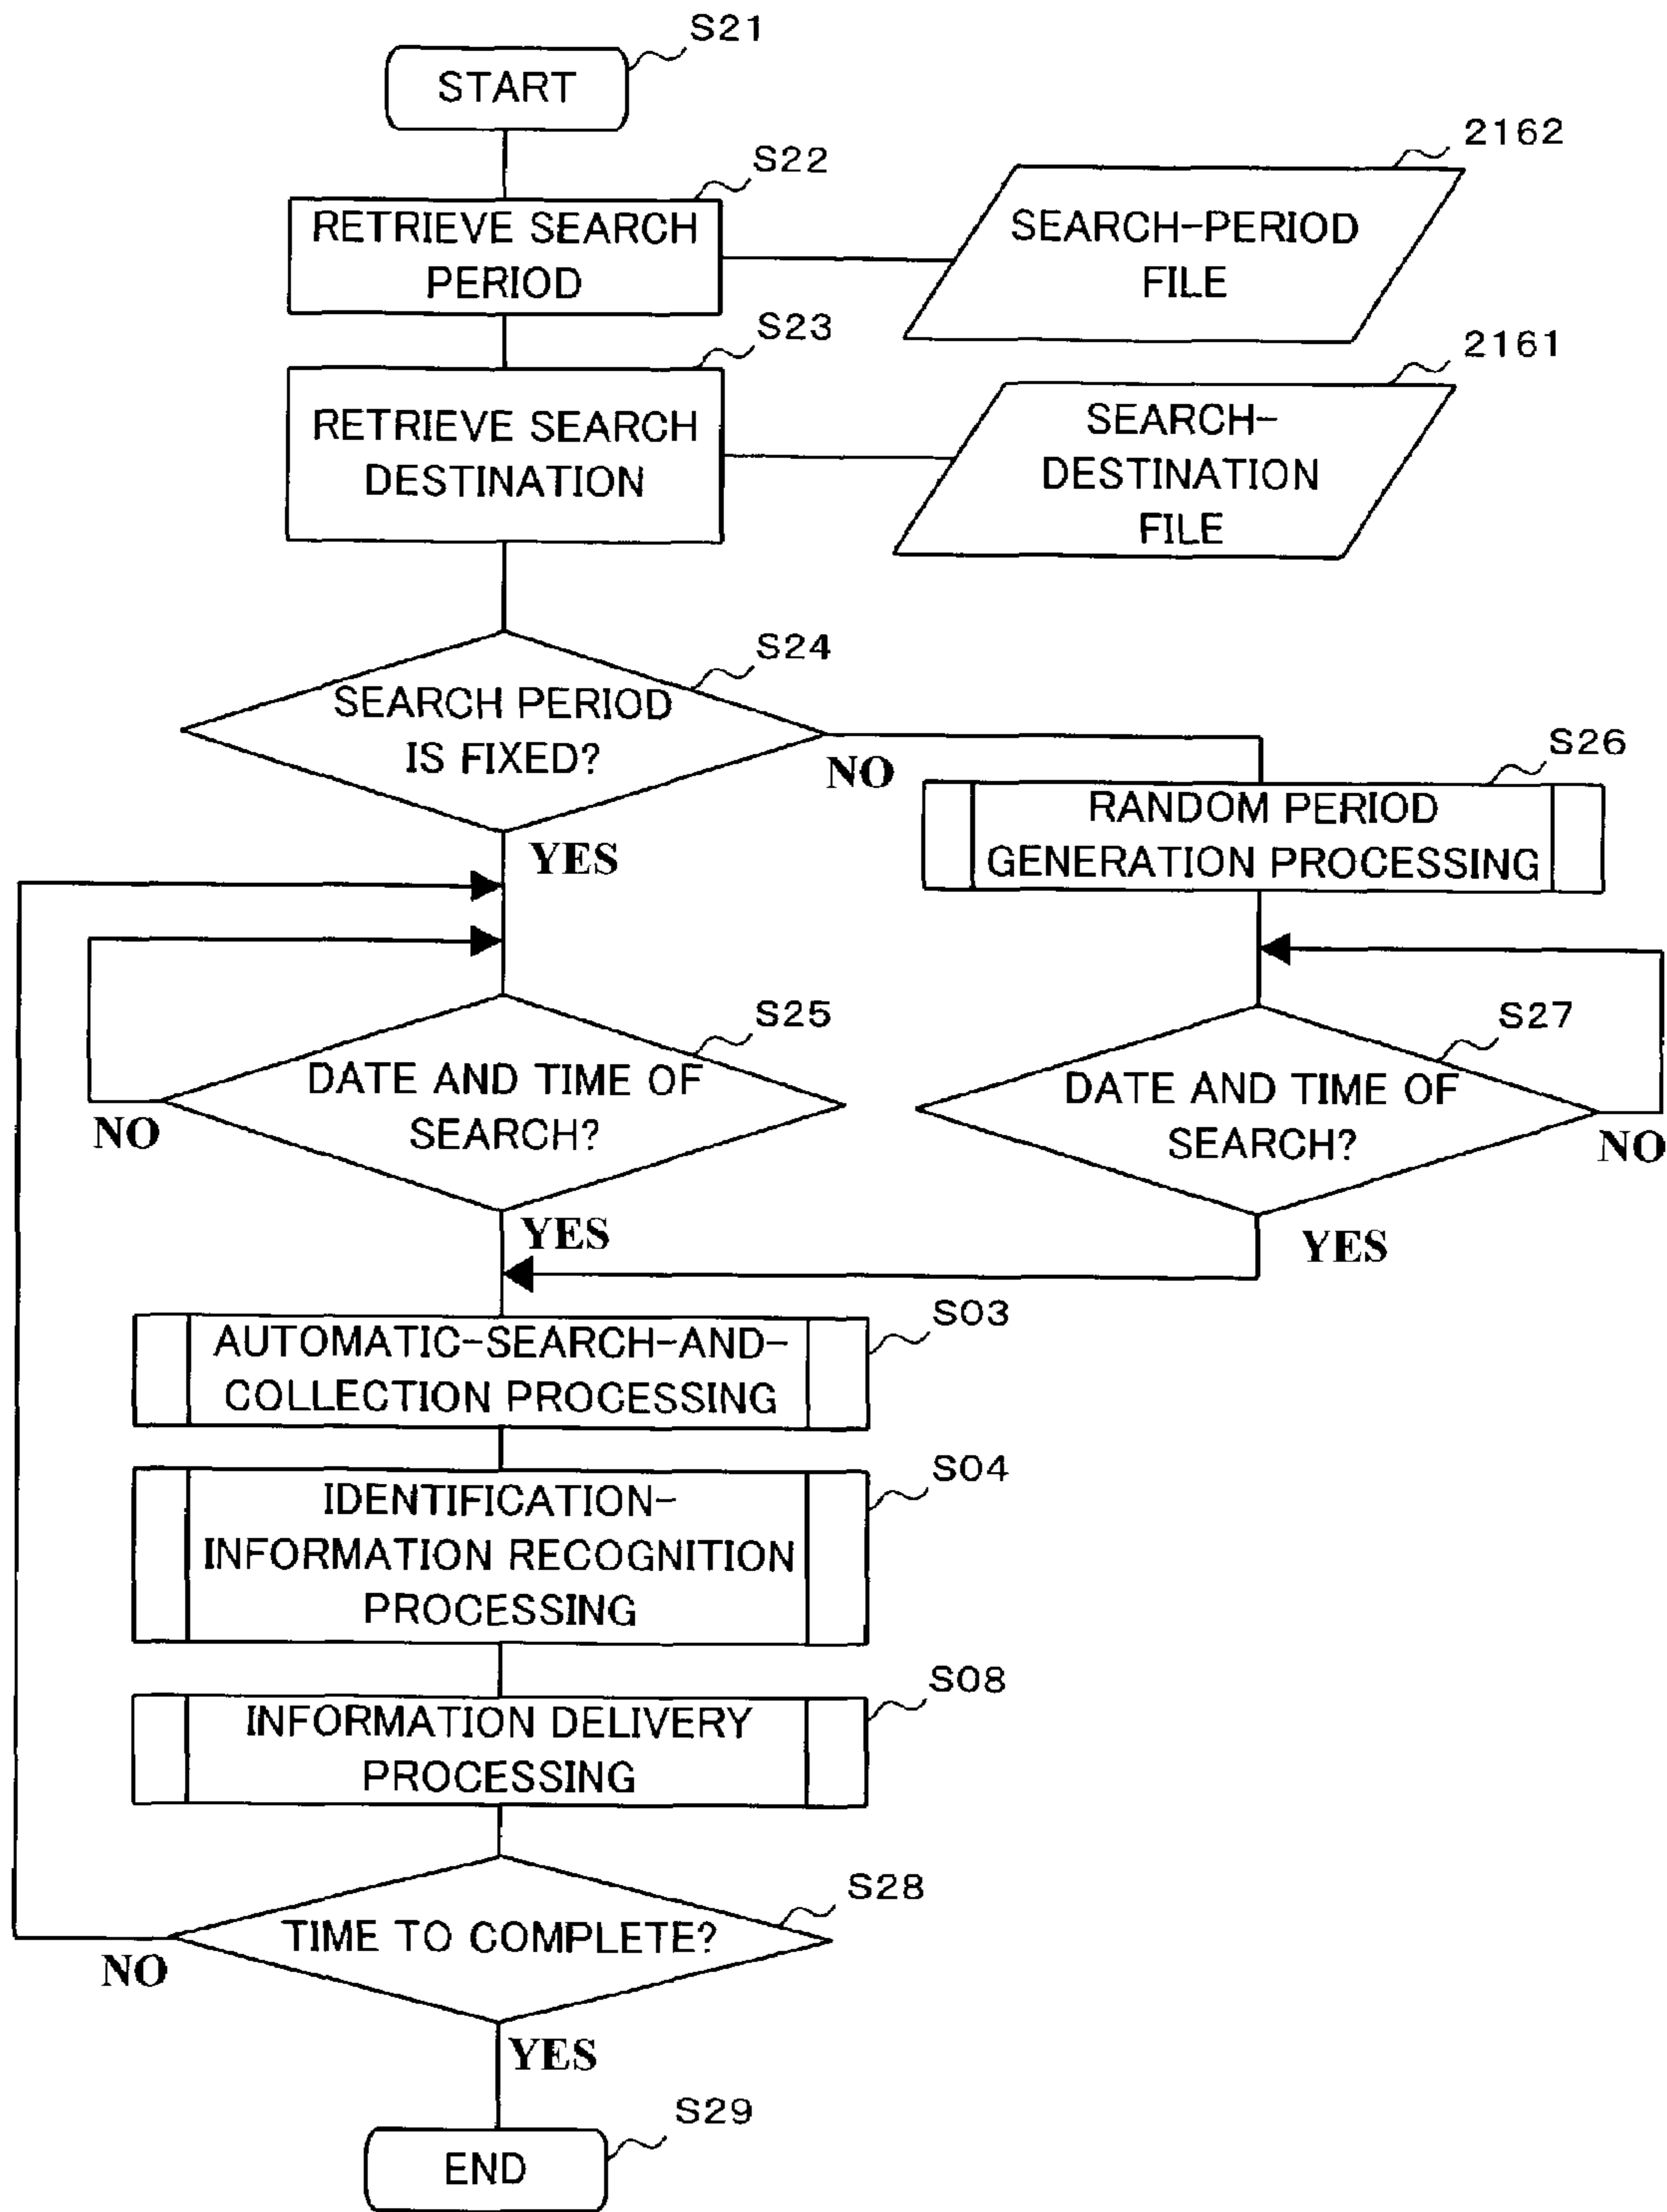 S21
START
S22
RETRIEVE SEARCH
PERIOD
2162
SEARCH-PERIOD
FILE
S23
RETRIEVE SEARCH
DESTINATION
2161
SEARCH-
DESTINATION
FILE
S24
SEARCH PERIOD
IS FIXED?
NO
YES
S26
RANDOM PERIOD
GENERATION PROCESSING
S25
DATE AND TIME OF
SEARCH?
NO
YES
S27
DATE AND TIME OF
SEARCH?
NO
YES
S03
AUTOMATIC-SEARCH-AND-
COLLECTION PROCESSING
S04
IDENTIFICATION-
INFORMATION RECOGNITION
PROCESSING
S08
INFORMATION DELIVERY
PROCESSING
S28
TIME TO COMPLETE?
NO
YES
S29
END